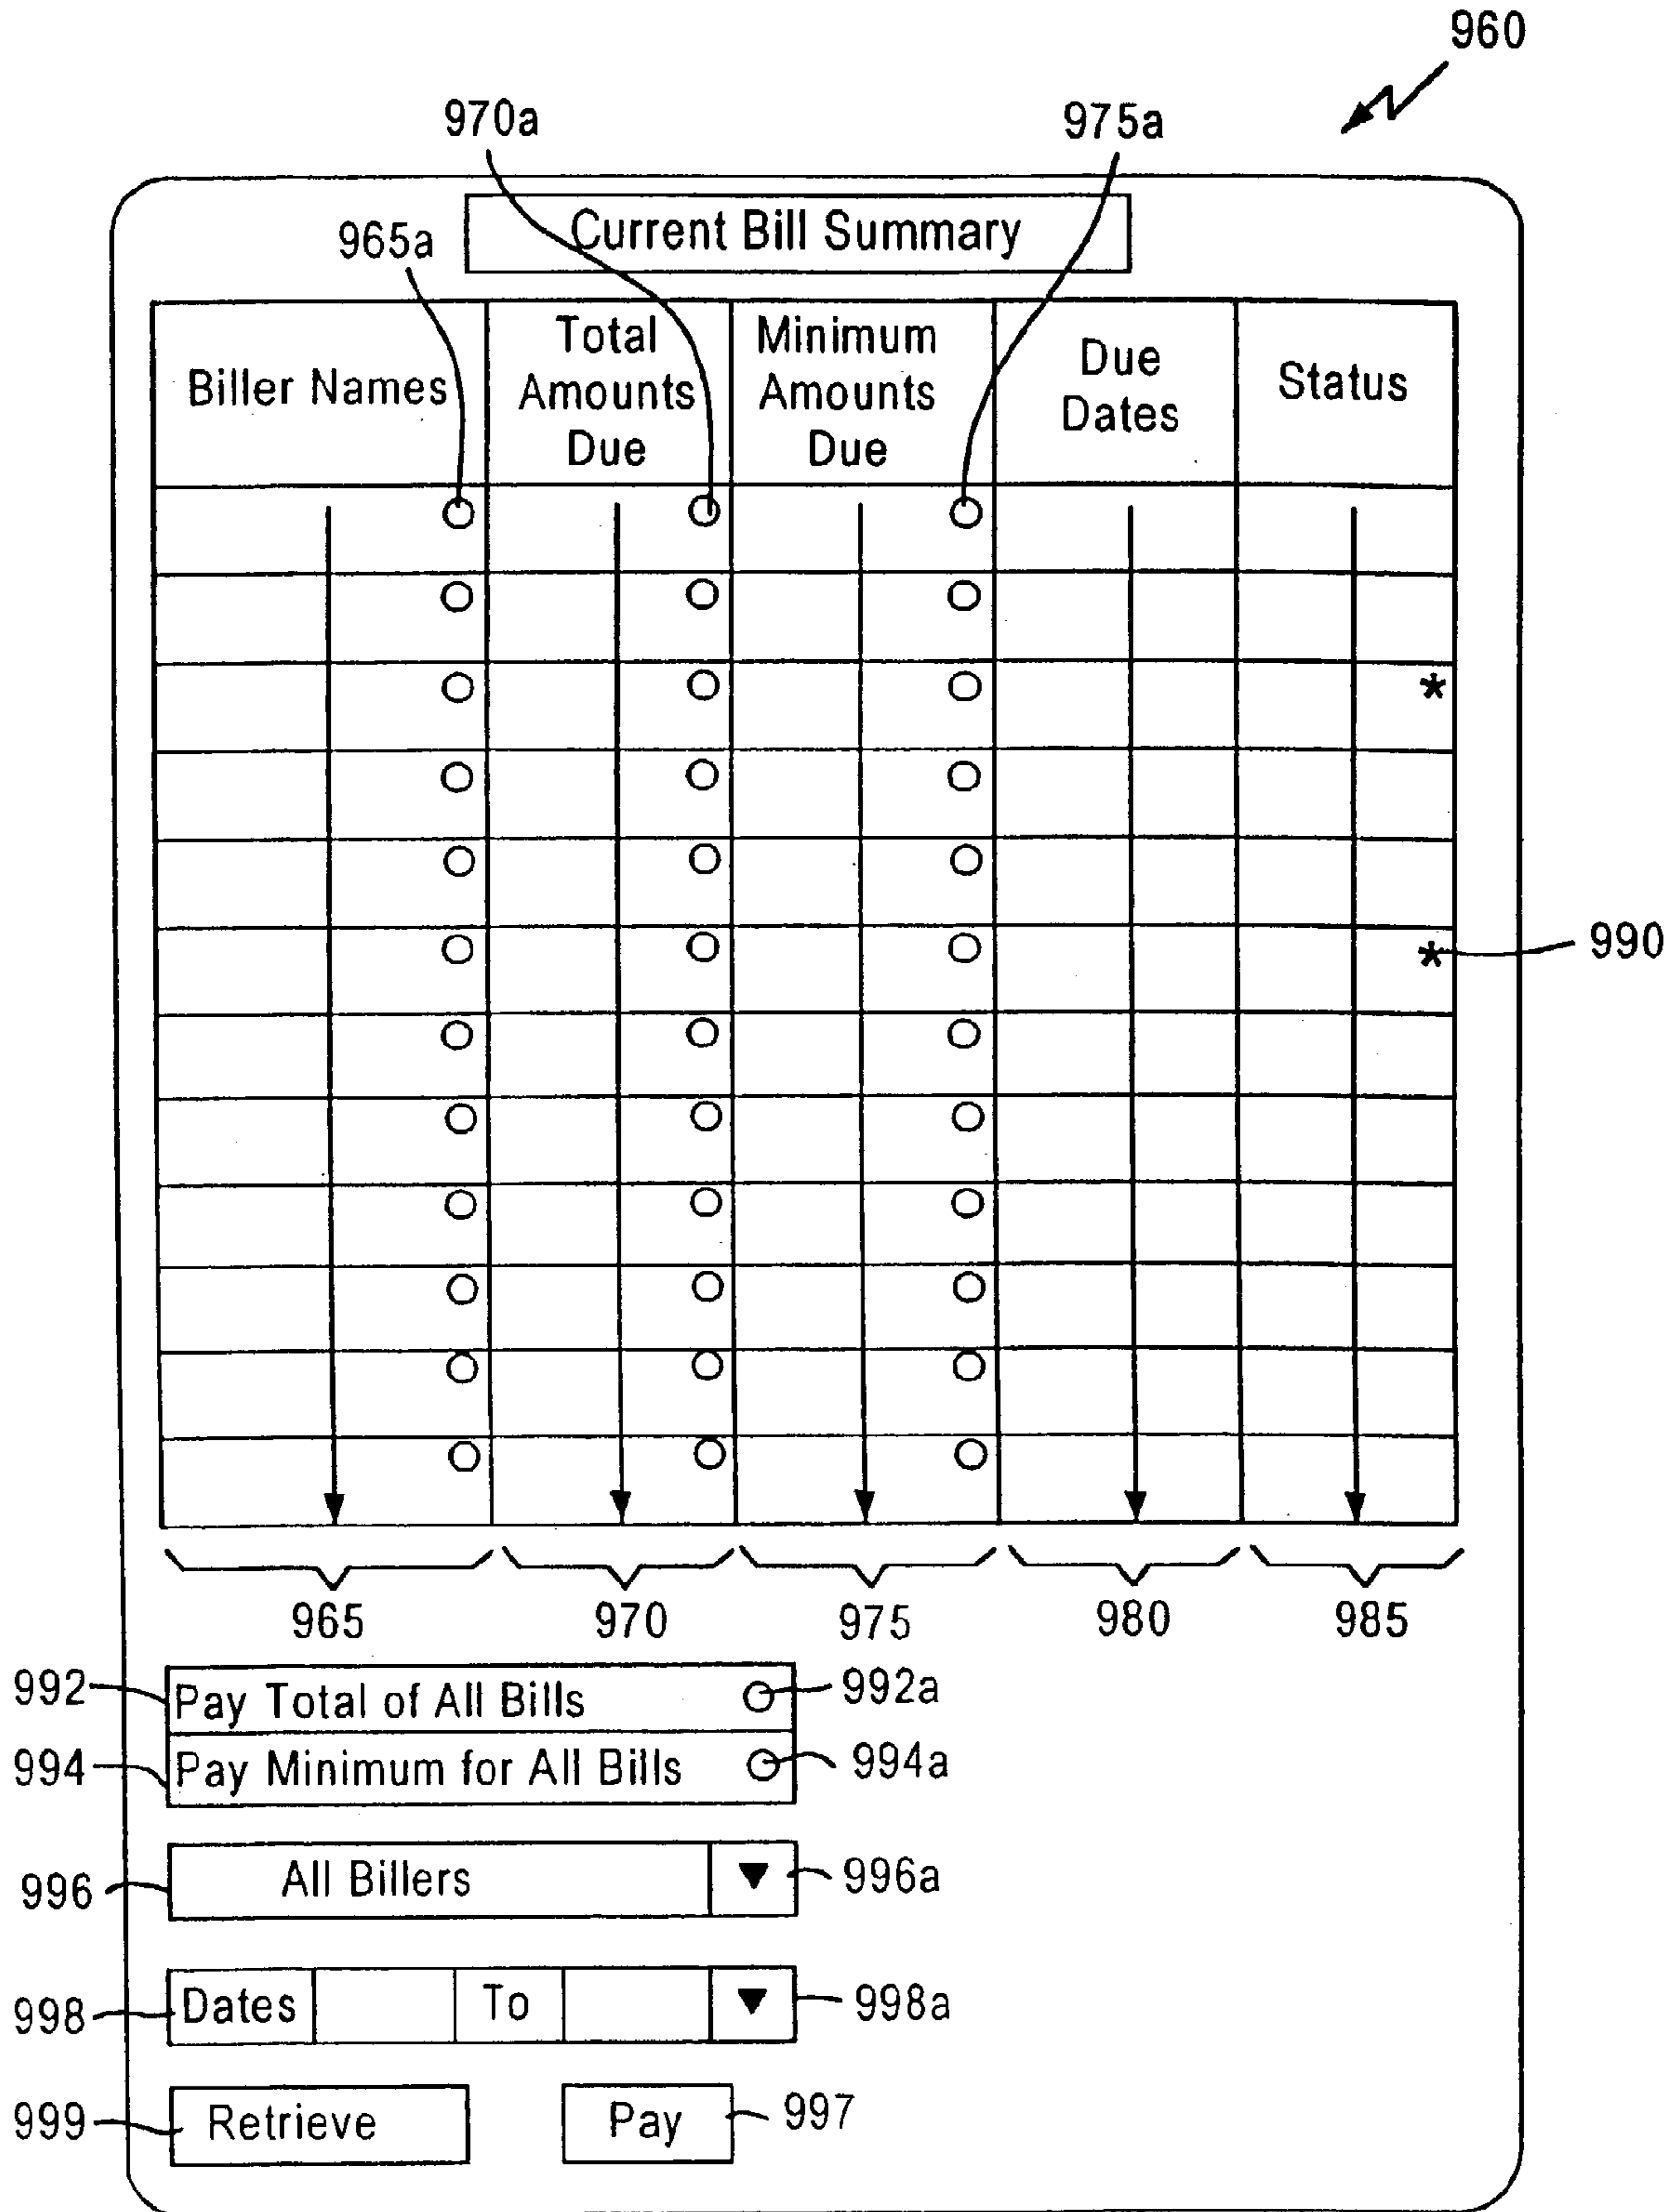 960
970a
975a
Current Bill Summary
965a
Biller Names
Total
Amounts
Due
Minimum
Amounts
Due
Due
Dates
Status
*
*
990
965
970
975
980
985
992
Pay Total of All Bills
992a
994
Pay Minimum for All Bills
994a
996
All Billers
996a
998
Dates
To
998a
999
Retrieve
Pay
997